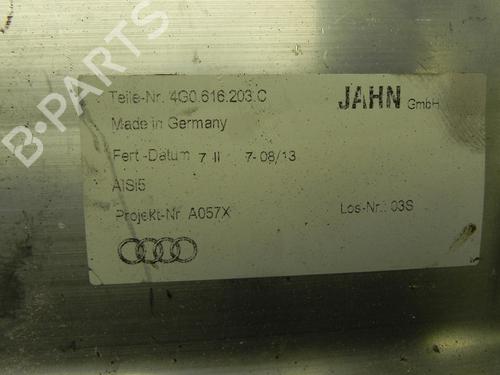 B-PARTS
Teile-Nr. 4G0.616.203.C
JAHN GmbH
Made in Germany
Fert.-Datum 7 II 7-08/13
AlSi5
Projekt-Nr A057X
Los-Nr.: 03S